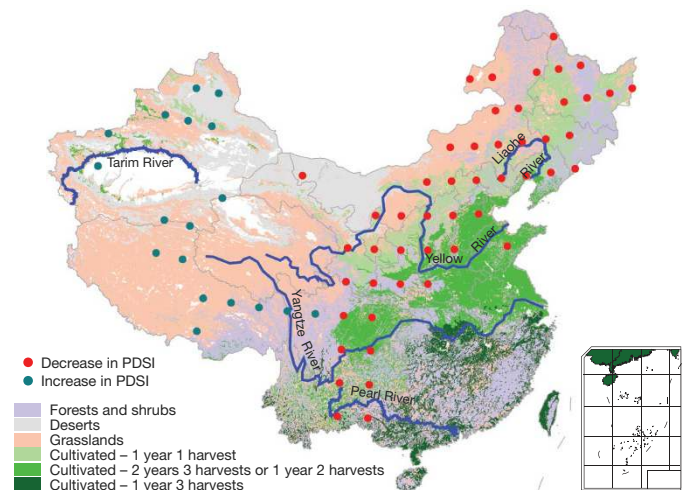 Tarim River
Liaohe
River
Yellow
River
Yangtze River
Pearl River
Decrease in PDSI
Increase in PDSI
Forests and shrubs
Deserts
Grasslands
Cultivated – 1 year 1 harvest
Cultivated – 2 years 3 harvests or 1 year 2 harvests
Cultivated – 1 year 3 harvests